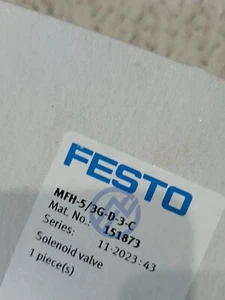 FESTO
MFH-5/3G-D-3-C
Mat. No.: 151873
Series: 11-2023:43
Solenoid valve
1 piece(s)